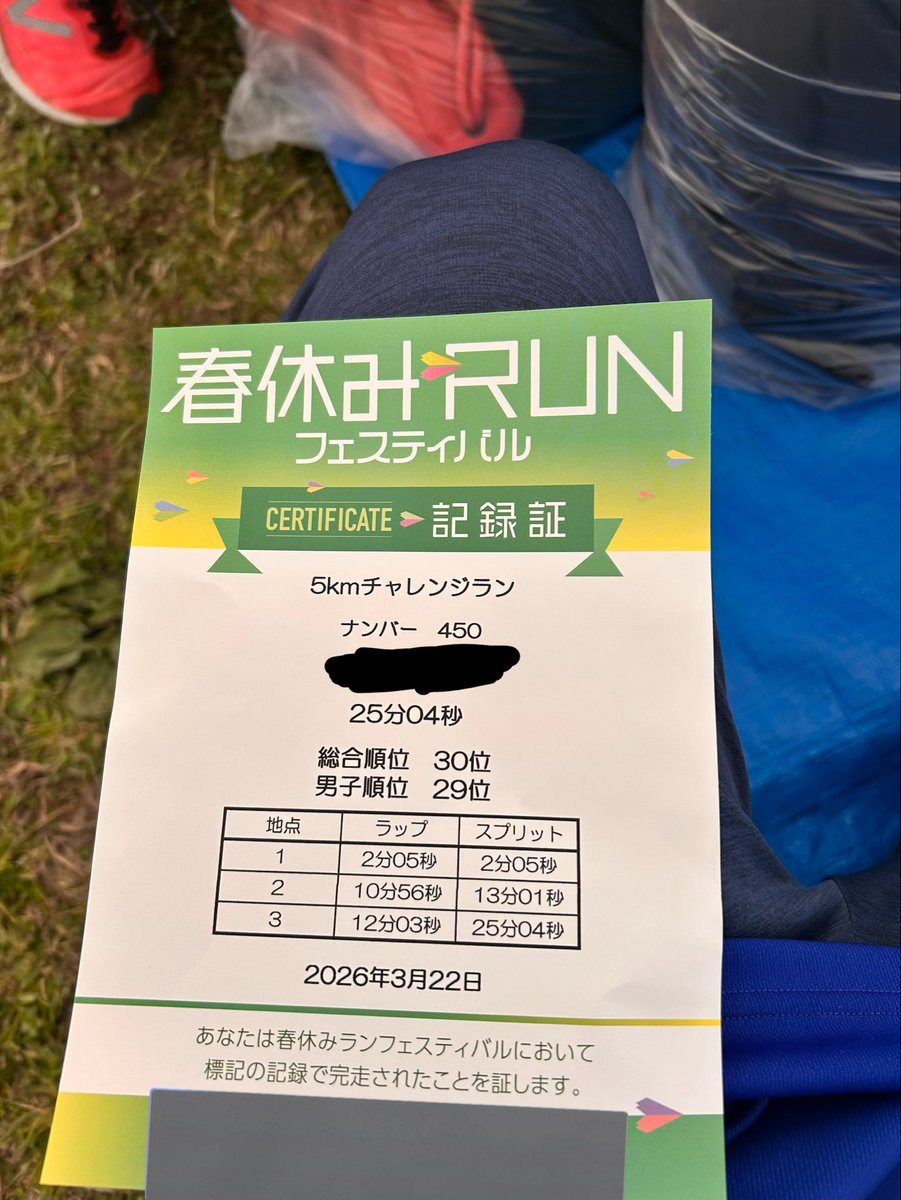 春休みRUN
フェスティバル
CERTIFICATE 記録証
5kmチャレンジラン
ナンバー 450
25分04秒
総合順位 30位
男子順位 29位
地点 ラップ スプリット
1 2分05秒 2分05秒
2 10分56秒 13分01秒
3 12分03秒 25分04秒
2026年3月22日
あなたは春休みランフェスティバルにおいて
標記の記録で完走されたことを証します。